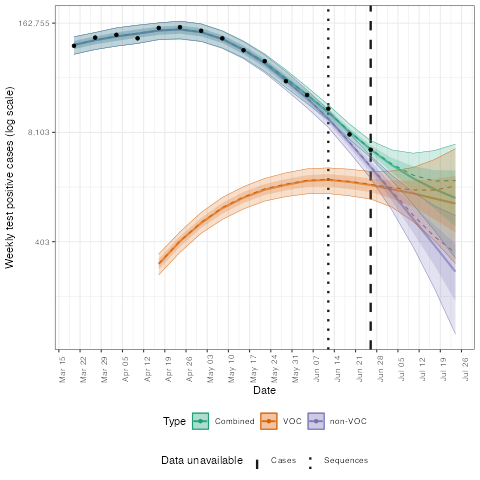 Weekly test positive cases (log scale)
162,755
8,103
403
Mar 15
Mar 22
Mar 29
Apr 05
Apr 12
Apr 19
Apr 26
May 03
May 10
May 17
May 24
May 31
Jun 07
Jun 14
Jun 21
Jun 28
Jul 05
Jul 12
Jul 19
Jul 26
Date
Type Combined VOC non-VOC
Data unavailable Cases Sequences